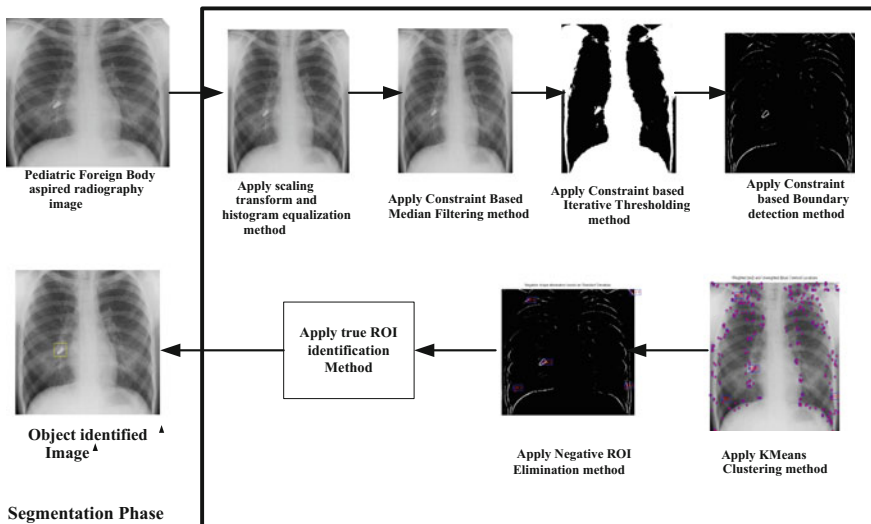 Pediatric Foreign Body
aspired radiography
image
Apply scaling
transform and
histogram equalization
method
Apply Constraint Based
Median Filtering method
Apply Constraint based
Iterative Thresholding
method
Apply Constraint
based Boundary
detection method
Apply true ROI
identification
Method
Object identified
Image
Apply Negative ROI
Elimination method
Apply KMeans
Clustering method
Segmentation Phase